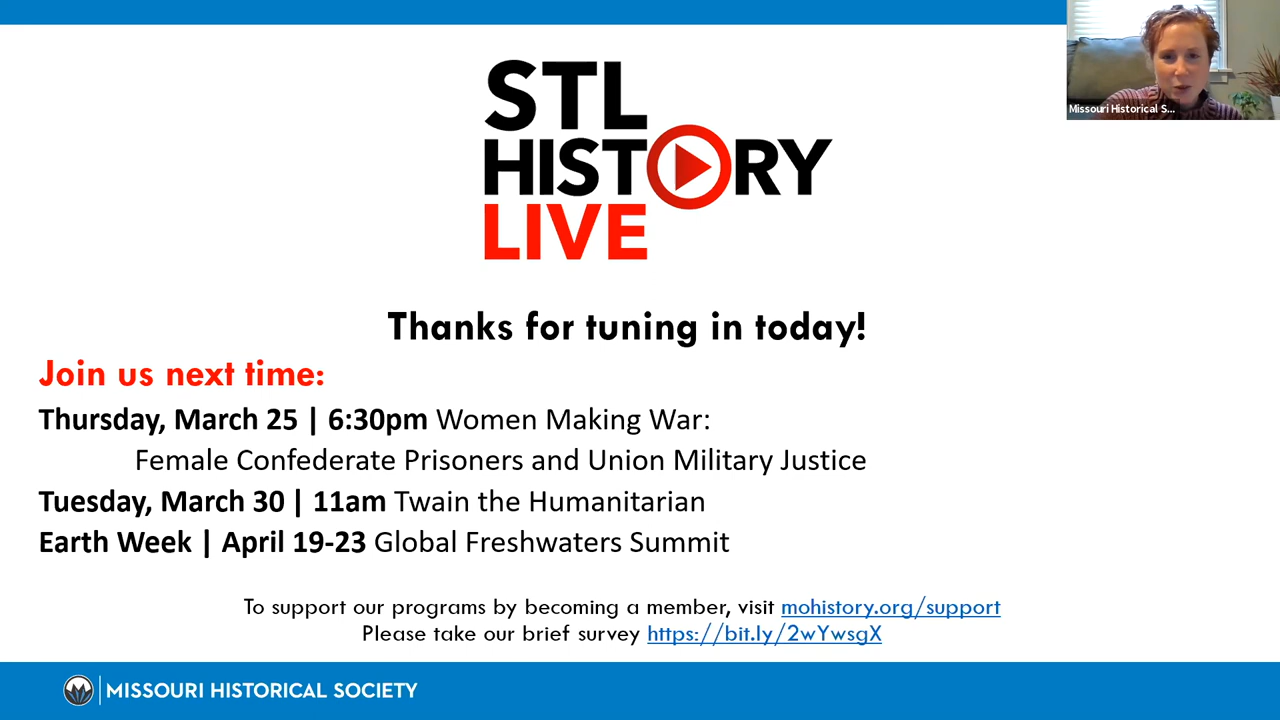 STL
HISTORY
LIVE
Missouri Historical S...
Thanks for tuning in today!
Join us next time:
Thursday, March 25 | 6:30pm Women Making War:
Female Confederate Prisoners and Union Military Justice
Tuesday, March 30 | 11am Twain the Humanitarian
Earth Week | April 19-23 Global Freshwaters Summit
To support our programs by becoming a member, visit mohistory.org/support
Please take our brief survey https://bit.ly/2wYwsgX
MISSOURI HISTORICAL SOCIETY